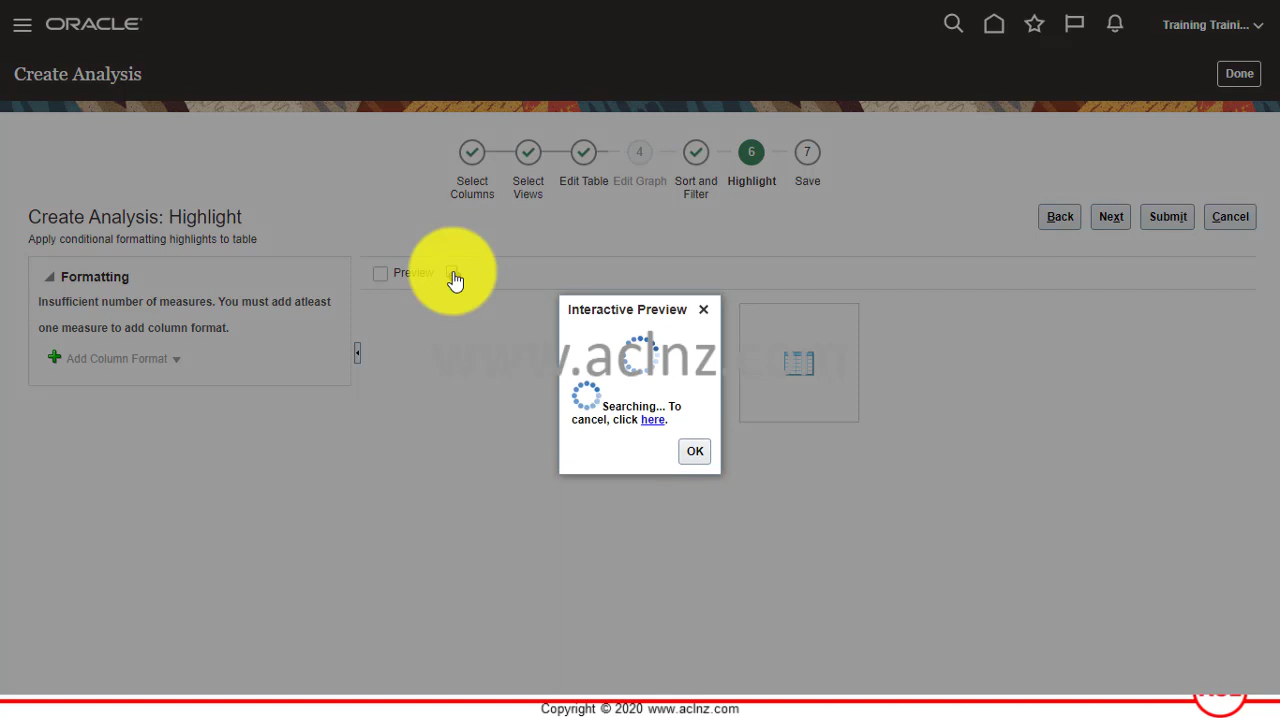 ORACLE
Training Traini...
Create Analysis
Done
4
6
7
Select
Columns
Select
Views
Edit Table
Edit Graph
Sort and
Filter
Highlight
Save
Create Analysis: Highlight
Back
Next
Submit
Cancel
Apply conditional formatting highlights to table
Formatting
Preview
Insufficient number of measures. You must add atleast
one measure to add column format.
Add Column Format
Interactive Preview
www.aclnz.com
Searching... To
cancel, click here.
OK
Copyright © 2020 www.aclnz.com